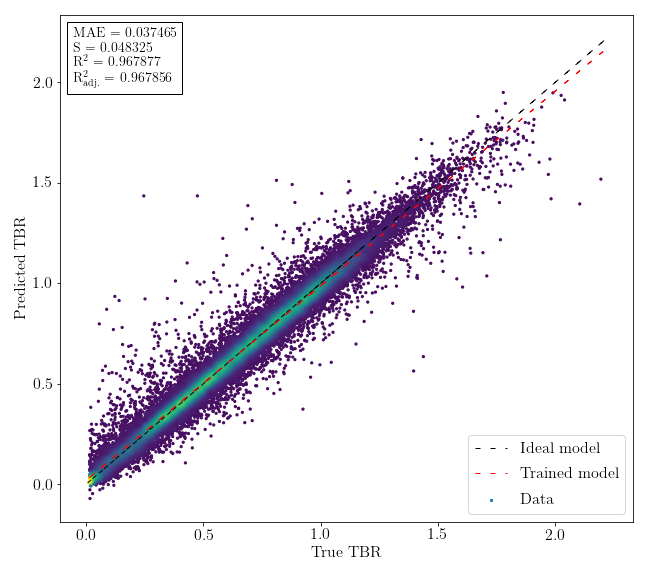 MAE = 0.037465
S = 0.048325
R² = 0.967877
R²adj. = 0.967856
2.0
1.5
1.0
0.5
0.0
Predicted TBR
Ideal model
Trained model
Data
0.0 0.5 1.0 1.5 2.0
True TBR